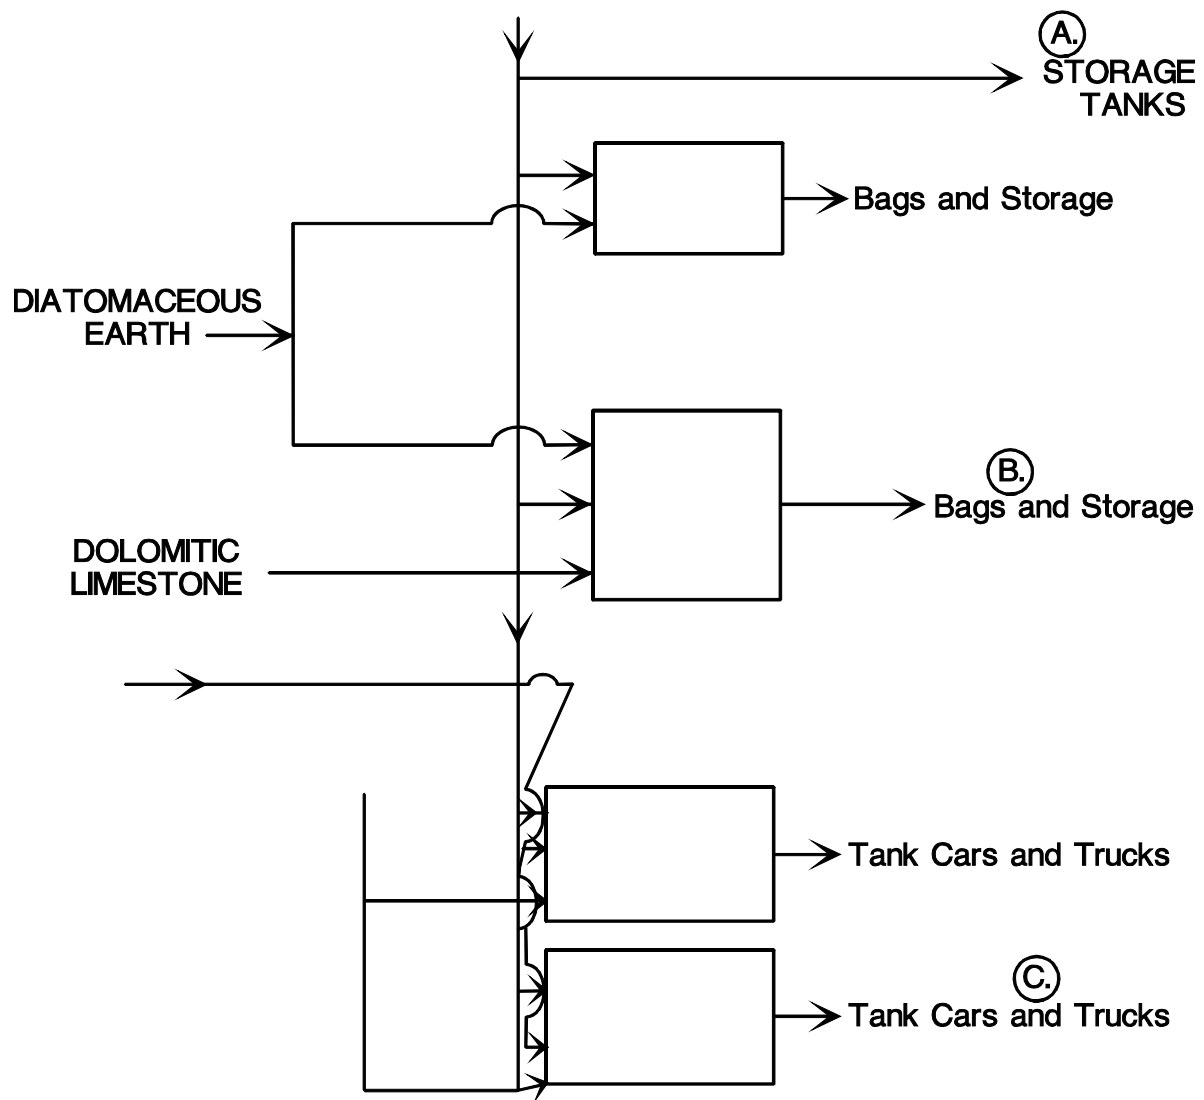 A.
STORAGE
TANKS
Bags and Storage
DIATOMACEOUS
EARTH
B.
Bags and Storage
DOLOMITIC
LIMESTONE
Tank Cars and Trucks
C.
Tank Cars and Trucks